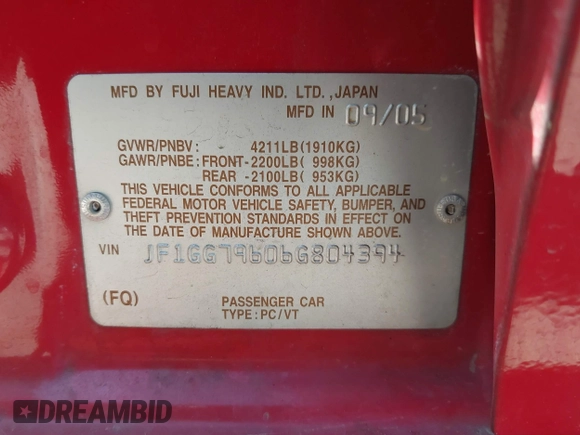 MFD BY FUJI HEAVY IND. LTD.,JAPAN
MFD IN 09/05
GVWR/PNBV: 4211LB(1910KG)
GAWR/PNBE:FRONT-2200LB( 998KG)
REAR -2100LB( 953KG)
THIS VEHICLE CONFORMS TO ALL APPLICABLE
FEDERAL MOTOR VEHICLE SAFETY, BUMPER, AND
THEFT PREVENTION STANDARDS IN EFFECT ON
THE DATE OF MANUFACTURE SHOWN ABOVE.
VIN JF1GG79606G804394
(FQ) PASSENGER CAR
TYPE:PC/VT
DREAMBID